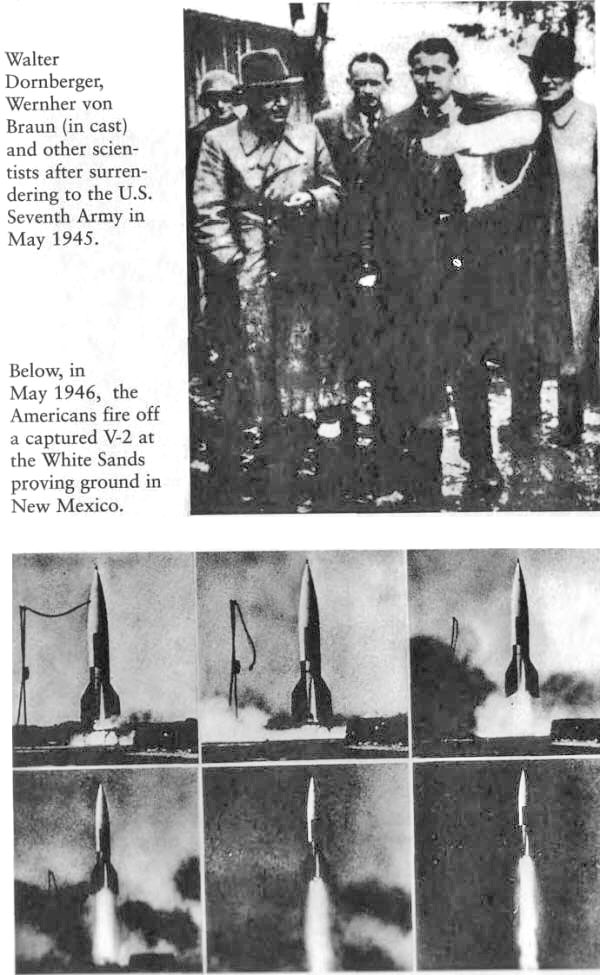 Walter
Dornberger,
Wernher von
Braun (in cast)
and other scien-
tists after surren-
dering to the U.S.
Seventh Army in
May 1945.
Below, in
May 1946, the
Americans fire off
a captured V-2 at
the White Sands
proving ground in
New Mexico.